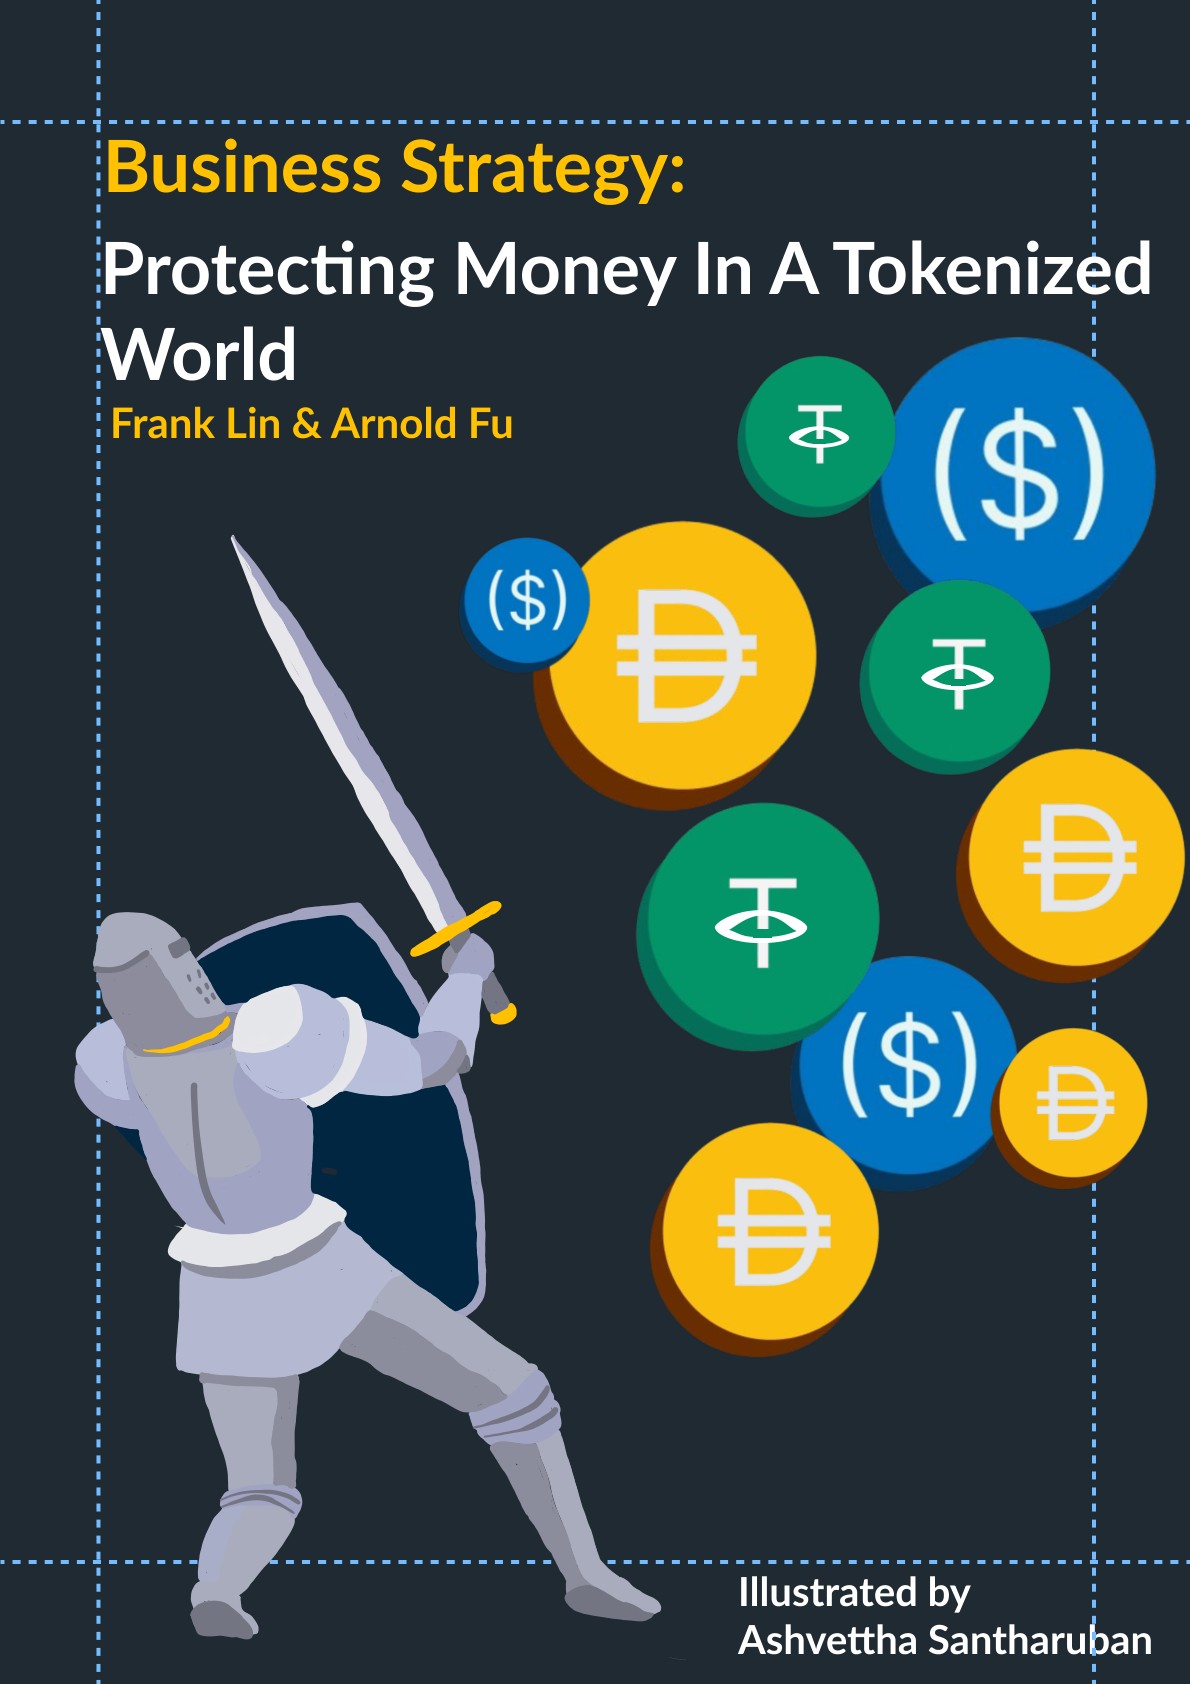 Business Strategy:
Protecting Money In A Tokenized
World
Frank Lin & Arnold Fu
($)
($)
($)
Illustrated by
Ashvettha Santharuban